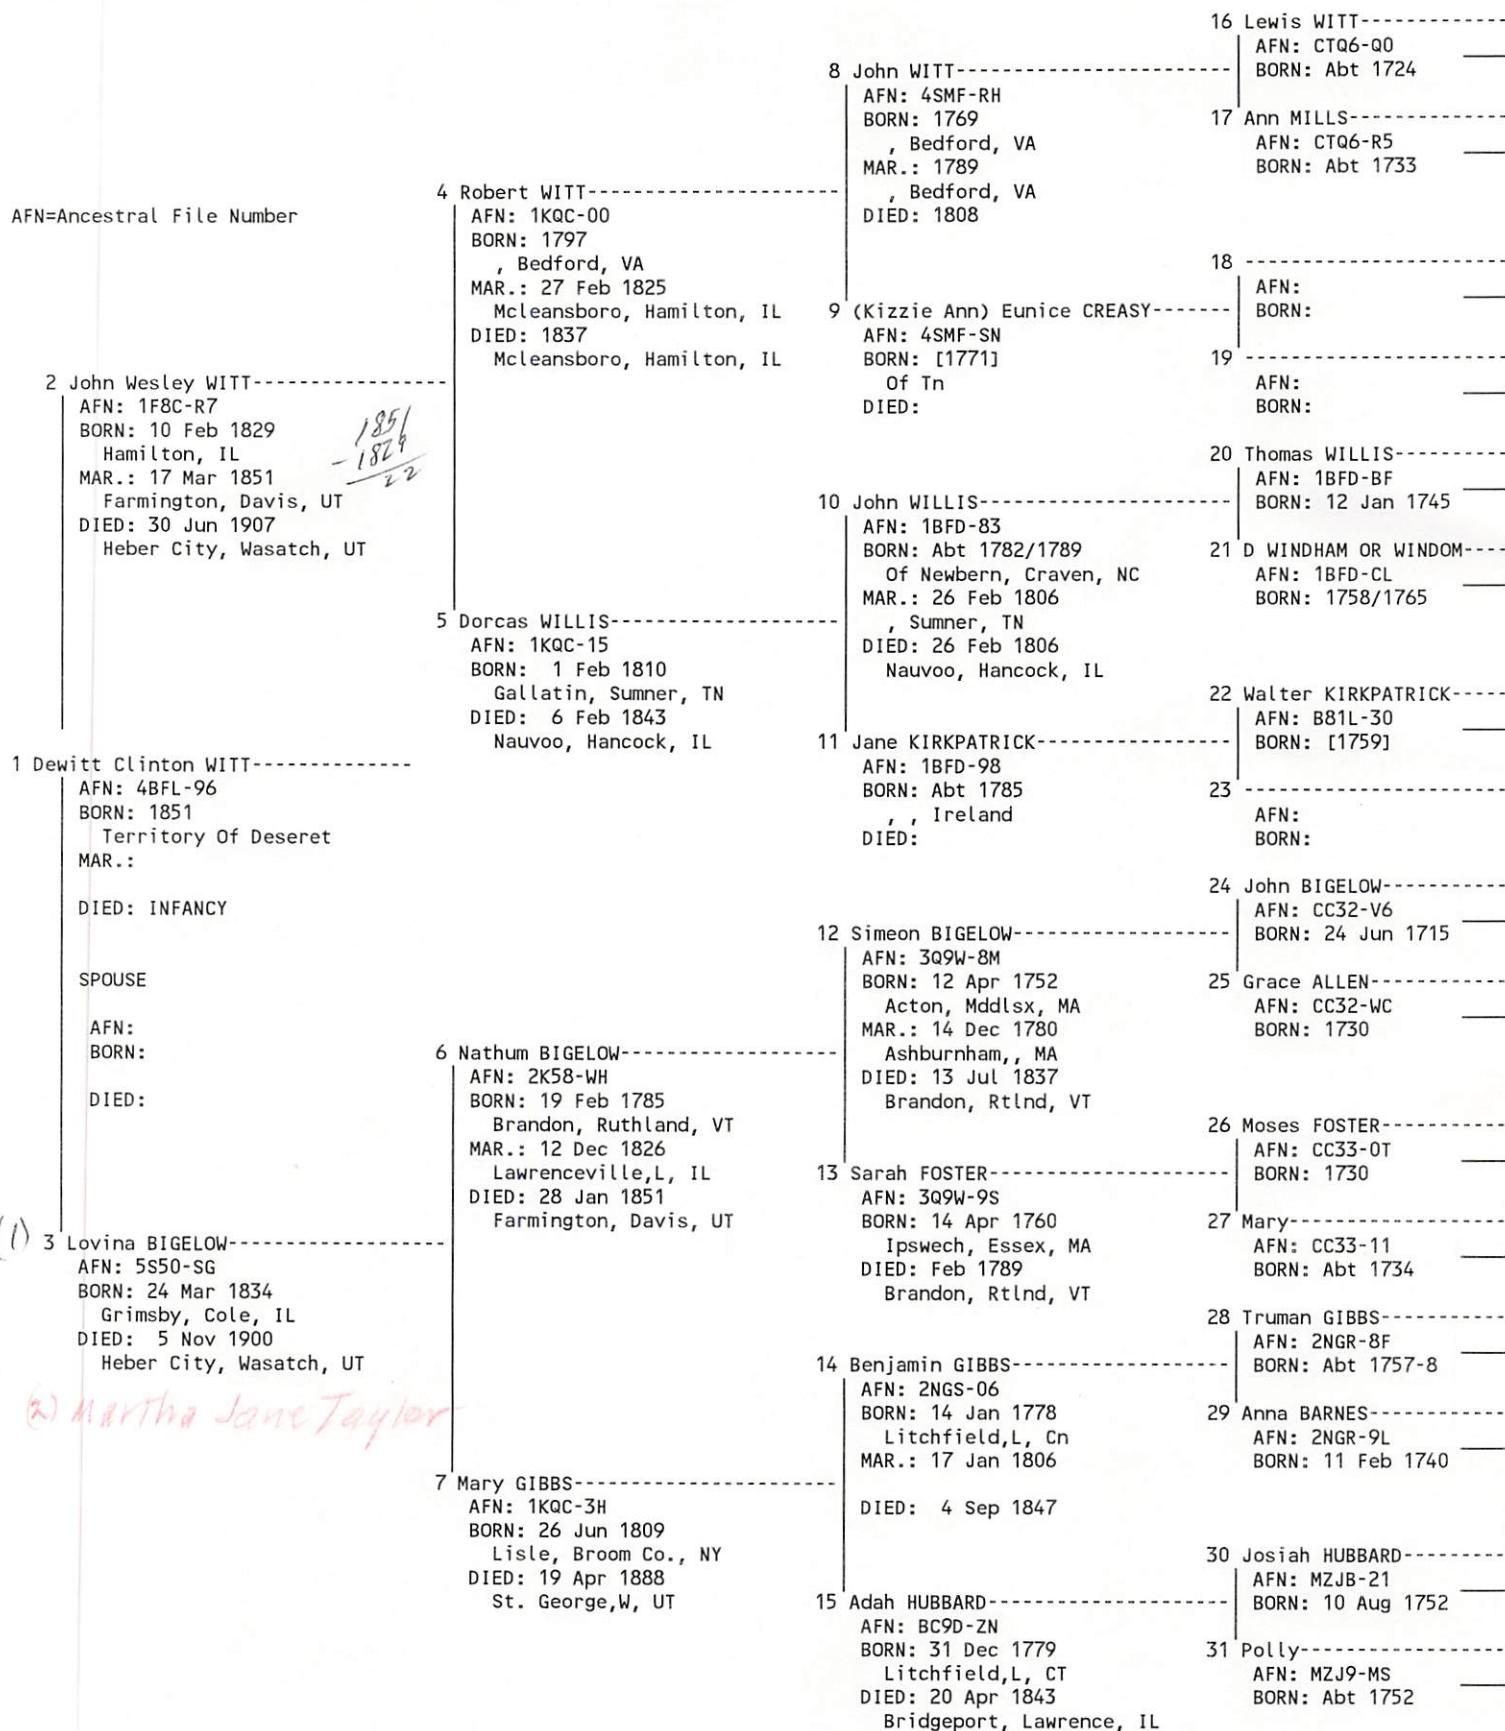 AFN=Ancestral File Number
1 Dewitt Clinton WITT--------------
AFN: 4BFL-96
BORN: 1851
Territory Of Deseret
MAR.:
DIED: INFANCY
SPOUSE
AFN:
BORN:
DIED:
2 John Wesley WITT-----------------
AFN: 1F8C-R7
BORN: 10 Feb 1829
Hamilton, IL
MAR.: 17 Mar 1851
Farmington, Davis, UT
DIED: 30 Jun 1907
Heber City, Wasatch, UT
1851
- 1829
22
(1) 3 Lovina BIGELOW-------------------
AFN: 5S50-SG
BORN: 24 Mar 1834
Grimsby, Cole, IL
DIED:  5 Nov 1900
Heber City, Wasatch, UT
(2) Martha Jane Taylor
4 Robert WITT----------------------
AFN: 1KQC-00
BORN: 1797
, Bedford, VA
MAR.: 27 Feb 1825
Mcleansboro, Hamilton, IL
DIED: 1837
Mcleansboro, Hamilton, IL
5 Dorcas WILLIS--------------------
AFN: 1KQC-15
BORN:  1 Feb 1810
Gallatin, Sumner, TN
DIED:  6 Feb 1843
Nauvoo, Hancock, IL
6 Nathum BIGELOW-------------------
AFN: 2K58-WH
BORN: 19 Feb 1785
Brandon, Ruthland, VT
MAR.: 12 Dec 1826
Lawrenceville,L, IL
DIED: 28 Jan 1851
Farmington, Davis, UT
7 Mary GIBBS-----------------------
AFN: 1KQC-3H
BORN: 26 Jun 1809
Lisle, Broom Co., NY
DIED: 19 Apr 1888
St. George,W, UT
8 John WITT------------------------
AFN: 4SMF-RH
BORN: 1769
, Bedford, VA
MAR.: 1789
, Bedford, VA
DIED: 1808
9 (Kizzie Ann) Eunice CREASY-------
AFN: 4SMF-SN
BORN: [1771]
Of Tn
DIED:
10 John WILLIS----------------------
AFN: 1BFD-83
BORN: Abt 1782/1789
Of Newbern, Craven, NC
MAR.: 26 Feb 1806
, Sumner, TN
DIED: 26 Feb 1806
Nauvoo, Hancock, IL
11 Jane KIRKPATRICK-----------------
AFN: 1BFD-98
BORN: Abt 1785
, , Ireland
DIED:
12 Simeon BIGELOW-------------------
AFN: 3Q9W-8M
BORN: 12 Apr 1752
Acton, Mddlsx, MA
MAR.: 14 Dec 1780
Ashburnham,, MA
DIED: 13 Jul 1837
Brandon, Rtlnd, VT
13 Sarah FOSTER---------------------
AFN: 3Q9W-9S
BORN: 14 Apr 1760
Ipswech, Essex, MA
DIED: Feb 1789
Brandon, Rtlnd, VT
14 Benjamin GIBBS-------------------
AFN: 2NGS-06
BORN: 14 Jan 1778
Litchfield,L, Cn
MAR.: 17 Jan 1806
DIED:  4 Sep 1847
15 Adah HUBBARD---------------------
AFN: BC9D-ZN
BORN: 31 Dec 1779
Litchfield,L, CT
DIED: 20 Apr 1843
Bridgeport, Lawrence, IL
16 Lewis WITT-------------
AFN: CTQ6-Q0
BORN: Abt 1724
17 Ann MILLS--------------
AFN: CTQ6-R5
BORN: Abt 1733
18 -----------------------
AFN:
BORN:
19 -----------------------
AFN:
BORN:
20 Thomas WILLIS----------
AFN: 1BFD-BF
BORN: 12 Jan 1745
21 D WINDHAM OR WINDOM----
AFN: 1BFD-CL
BORN: 1758/1765
22 Walter KIRKPATRICK-----
AFN: B81L-30
BORN: [1759]
23 -----------------------
AFN:
BORN:
24 John BIGELOW-----------
AFN: CC32-V6
BORN: 24 Jun 1715
25 Grace ALLEN------------
AFN: CC32-WC
BORN: 1730
26 Moses FOSTER-----------
AFN: CC33-0T
BORN: 1730
27 Mary-------------------
AFN: CC33-11
BORN: Abt 1734
28 Truman GIBBS-----------
AFN: 2NGR-8F
BORN: Abt 1757-8
29 Anna BARNES------------
AFN: 2NGR-9L
BORN: 11 Feb 1740
30 Josiah HUBBARD---------
AFN: MZJB-21
BORN: 10 Aug 1752
31 Polly------------------
AFN: MZJ9-MS
BORN: Abt 1752